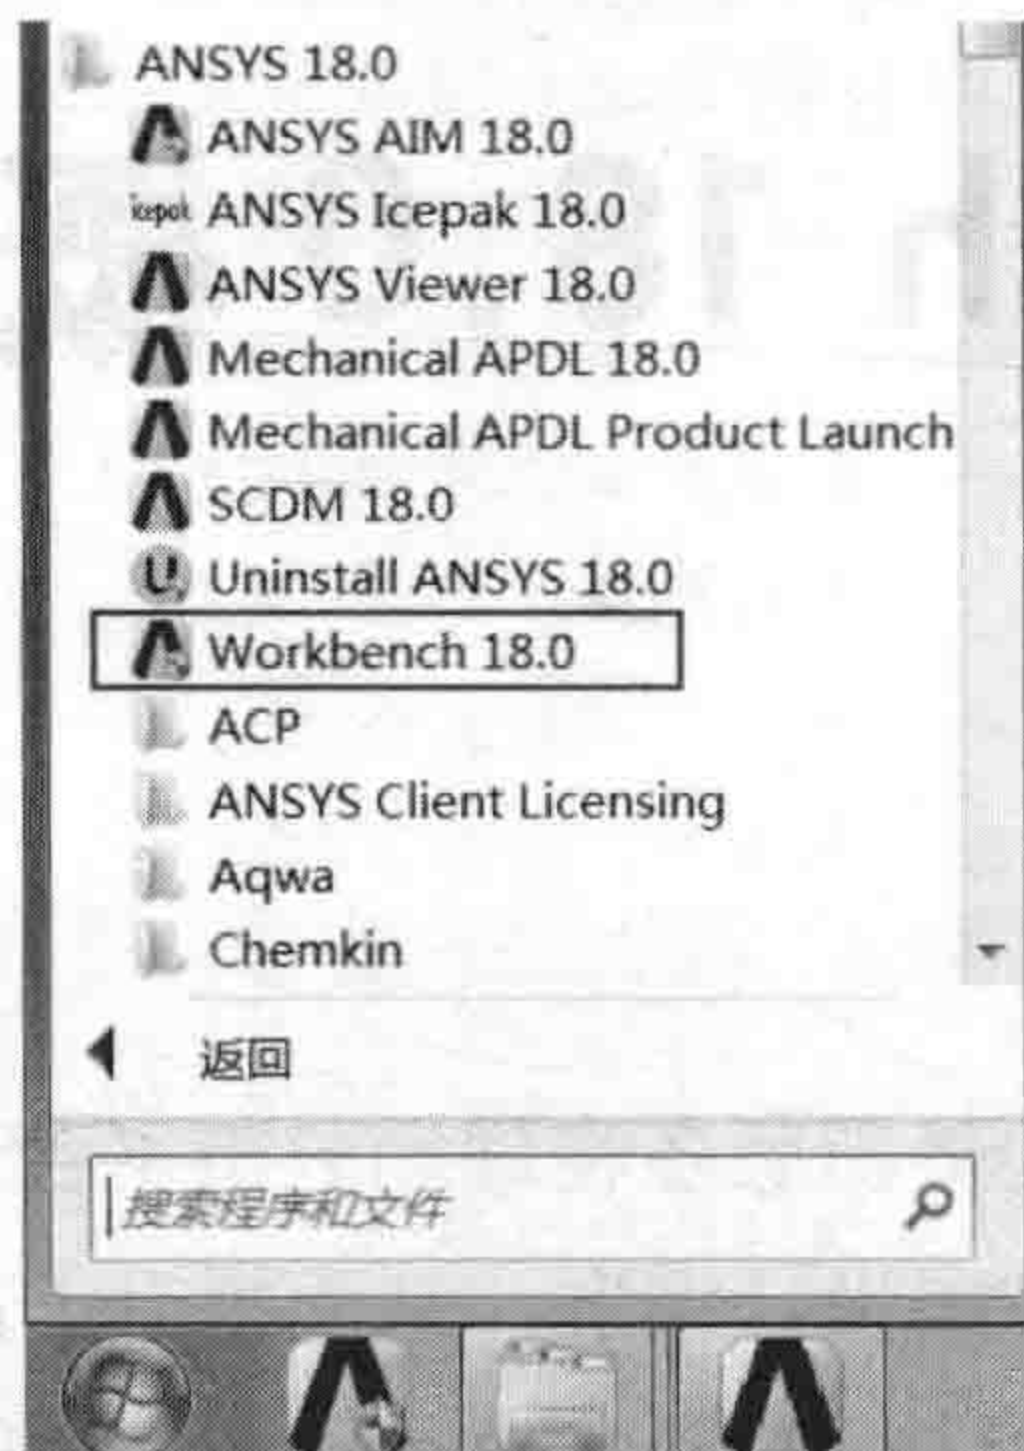 ANSYS 18.0
ANSYS AIM 18.0
icepak ANSYS Icepak 18.0
ANSYS Viewer 18.0
Mechanical APDL 18.0
Mechanical APDL Product Launch
SCDM 18.0
Uninstall ANSYS 18.0
Workbench 18.0
ACP
ANSYS Client Licensing
Aqwa
Chemkin
返回
搜索程序和文件